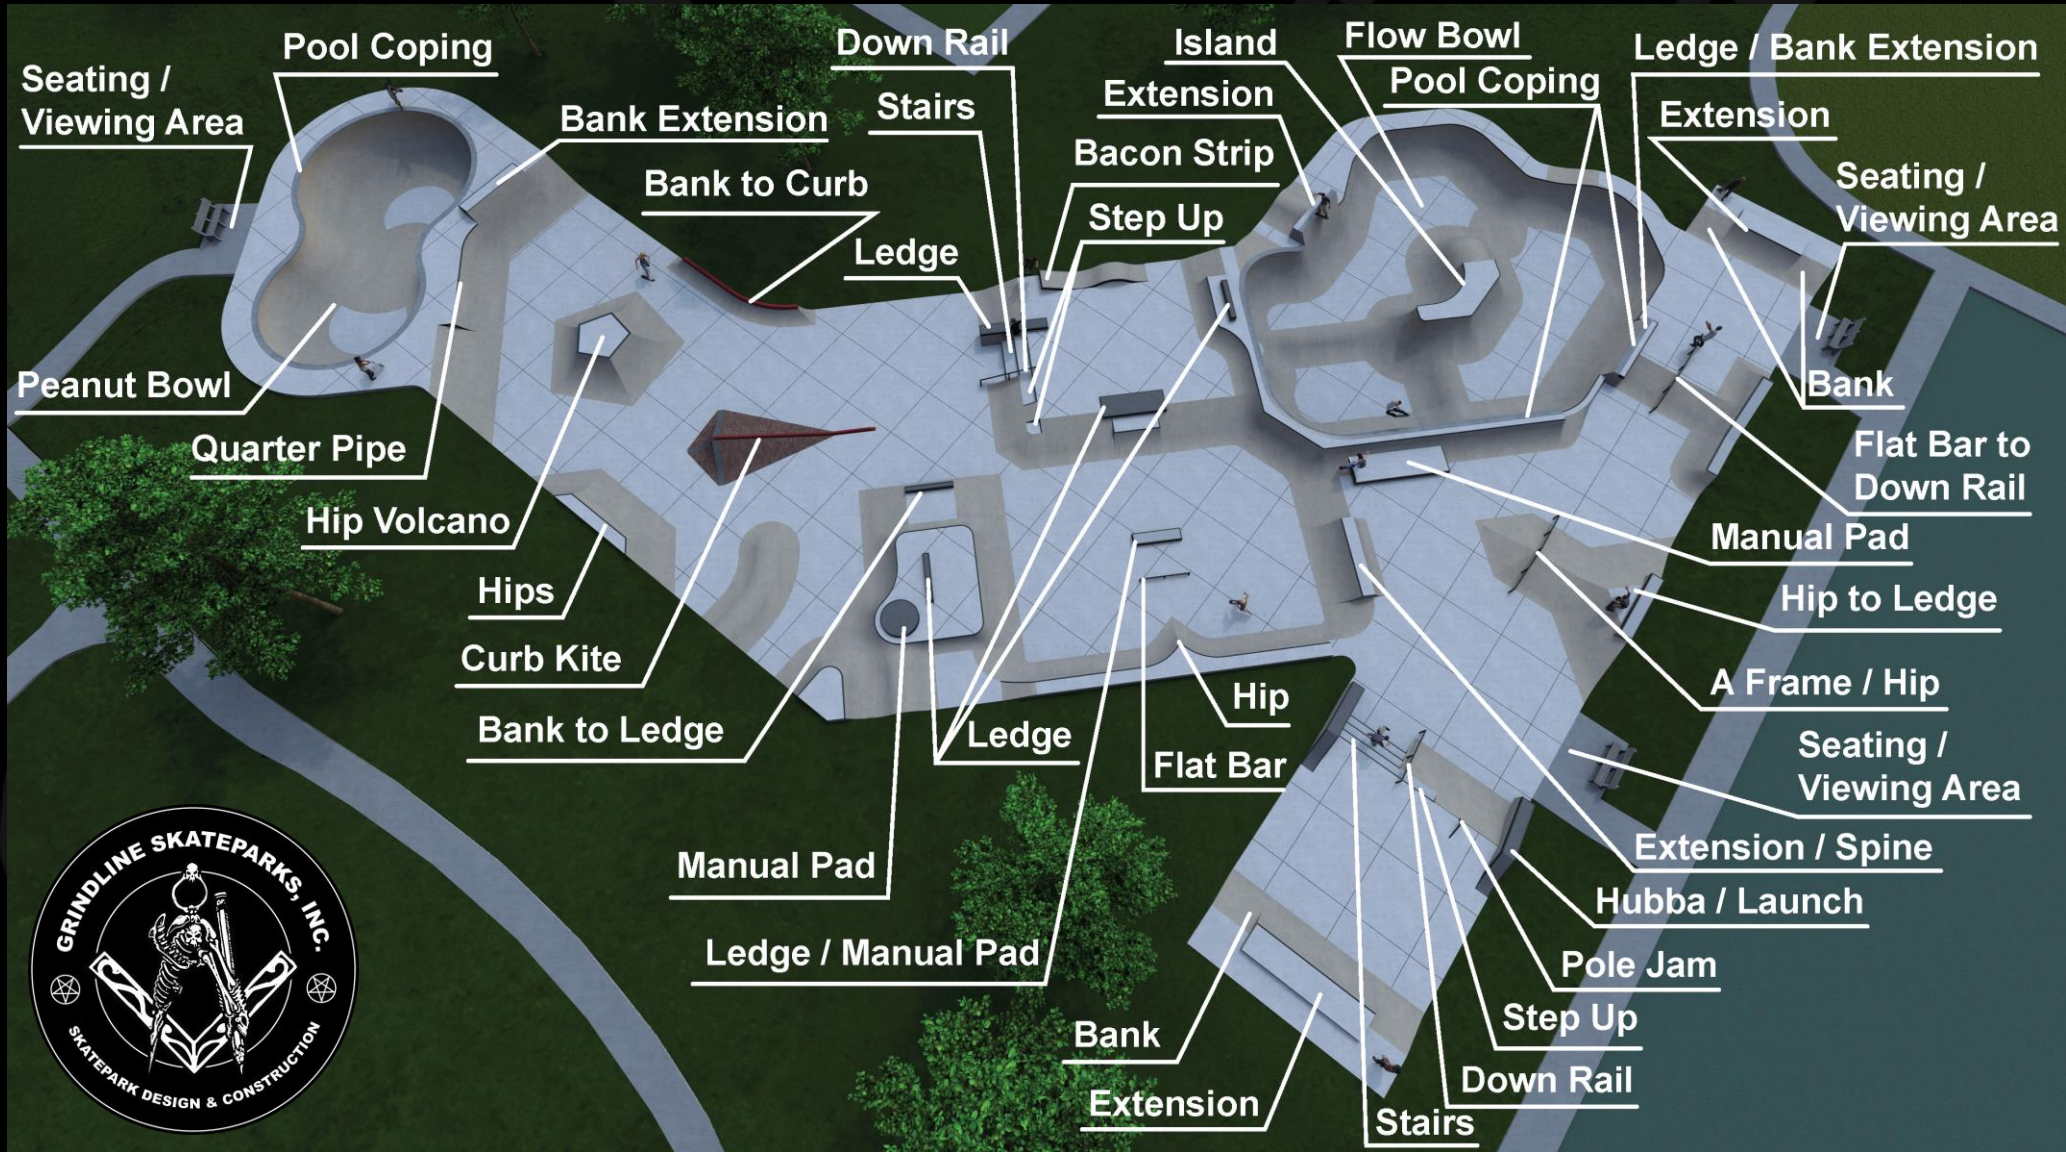 Seating /
Viewing Area
Pool Coping
Bank Extension
Bank to Curb
Down Rail
Stairs
Ledge
Island
Extension
Bacon Strip
Step Up
Flow Bowl
Pool Coping
Ledge / Bank Extension
Extension
Seating /
Viewing Area
Peanut Bowl
Quarter Pipe
Hip Volcano
Hips
Curb Kite
Bank to Ledge
Manual Pad
Ledge / Manual Pad
Ledge
Flat Bar
Hip
Bank
Flat Bar to
Down Rail
Manual Pad
Hip to Ledge
A Frame / Hip
Seating /
Viewing Area
Extension / Spine
Hubba / Launch
Pole Jam
Step Up
Down Rail
Stairs
Bank
Extension
GRINDLINE SKATEPARKS, INC.
SKATEPARK DESIGN & CONSTRUCTION